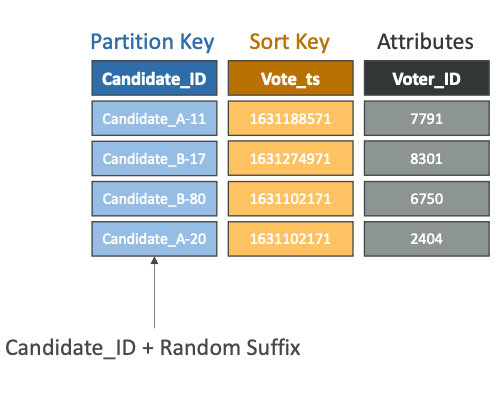 Partition Key Sort Key Attributes
Candidate_ID Vote_ts Voter_ID
Candidate_A-11 1631188571 7791
Candidate_B-17 1631274971 8301
Candidate_B-80 1631102171 6750
Candidate_A-20 1631102171 2404
Candidate_ID + Random Suffix